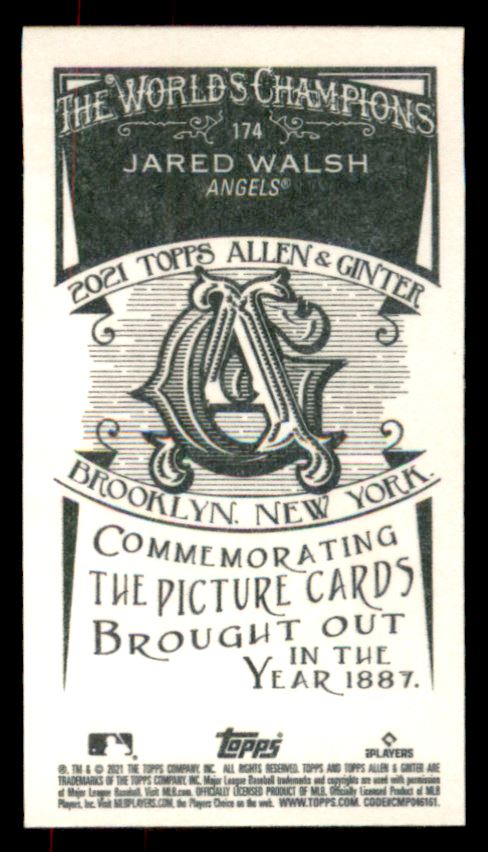 THE WORLD'S CHAMPIONS
174
JARED WALSH
ANGELS®
2021 TOPPS ALLEN & GINTER
AG
BROOKLYN. NEW YORK.
COMMEMORATING
THE PICTURE CARDS
BROUGHT OUT
IN THE
YEAR 1887.
topps
PLAYERS
®, TM & © 2021 THE TOPPS COMPANY, INC. ALL RIGHTS RESERVED. TOPPS AND TOPPS ALLEN & GINTER ARE
TRADEMARKS OF THE TOPPS COMPANY, INC. Major League Baseball trademarks and copyrights are used with permission
of Major League Baseball. Visit MLB.com. OFFICIALLY LICENSED PRODUCT OF MLB. Officially Licensed Product of MLB
Players, Inc. Visit MLBPLAYERS.COM, the Players Choice on the web. WWW.TOPPS.COM. CODE#CMP046161.